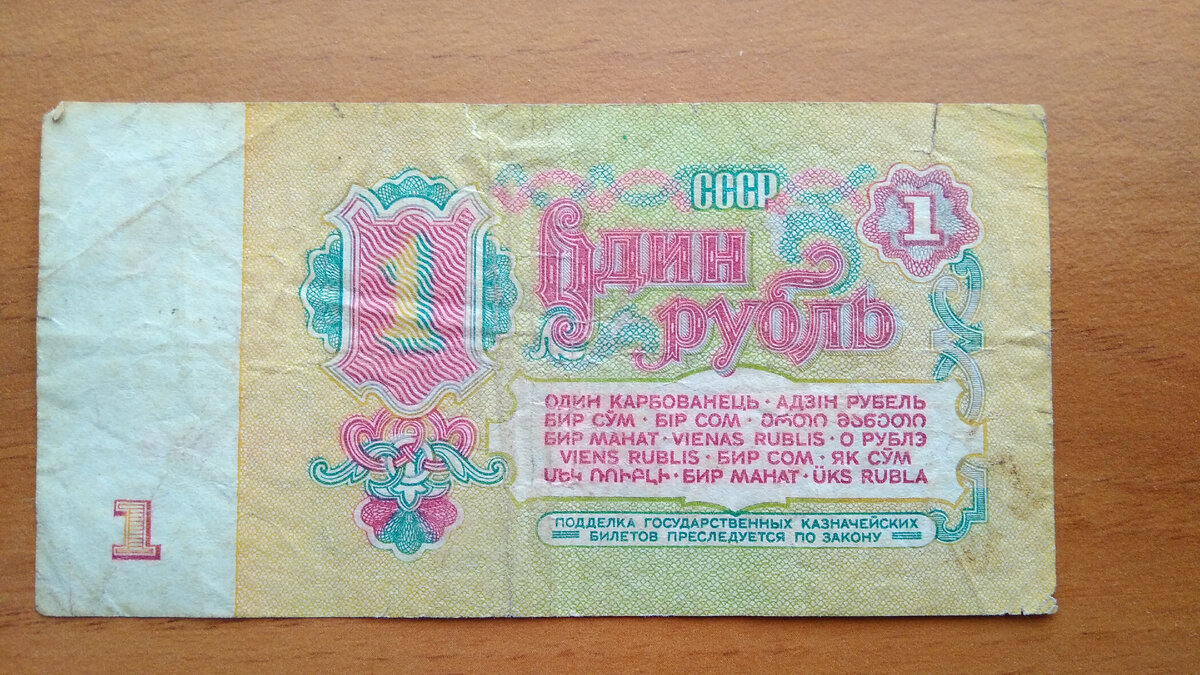 СССР
1
1
Один
рубль
ОДИН КАРБОВАНЕЦЬ · АДЗІН РУБЕЛЬ
БИР СЎМ · БІР СОМ · ᲔᲠᲗᲘ ᲛᲐᲜᲔᲗᲘ
БИР МАНАТ · VIENAS RUBLIS · О РУБЛЭ
VIENS RUBLIS · БИР СОМ · ЯК СӮМ
ՄԵԿ ՌՈՒԲԼԻ · БИР МАНАТ · ÜKS RUBLA
ПОДДЕЛКА ГОСУДАРСТВЕННЫХ КАЗНАЧЕЙСКИХ
БИЛЕТОВ ПРЕСЛЕДУЕТСЯ ПО ЗАКОНУ
1